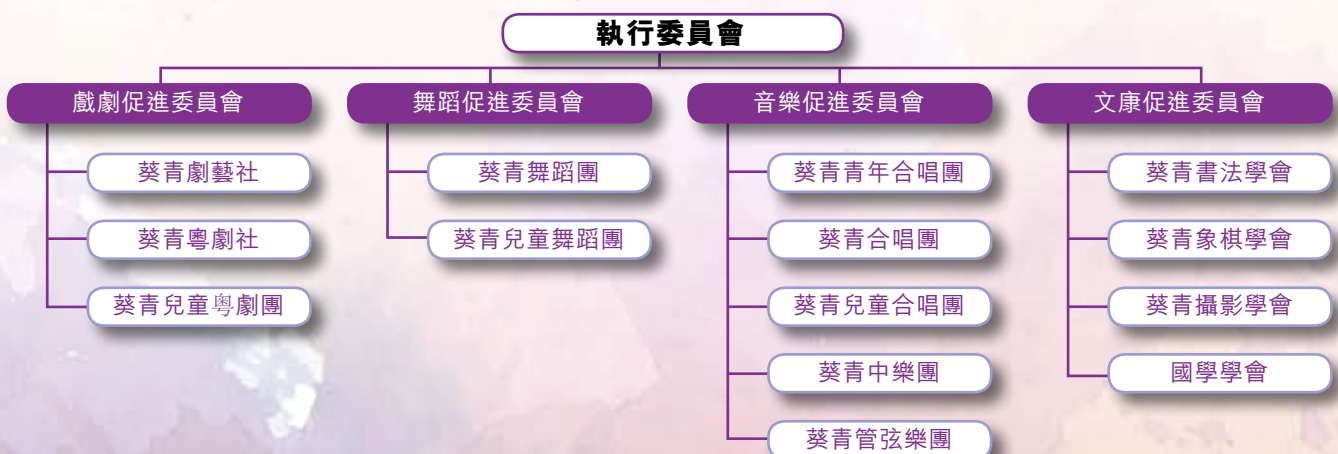 執行委員會
戲劇促進委員會
葵青劇藝社
葵青粵劇社
葵青兒童粤劇團
舞蹈促進委員會
葵青舞蹈團
葵青兒童舞蹈團
音樂促進委員會
葵青青年合唱團
葵青合唱團
葵青兒童合唱團
葵青中樂團
葵青管弦樂團
文康促進委員會
葵青書法學會
葵青象棋學會
葵青攝影學會
國學學會